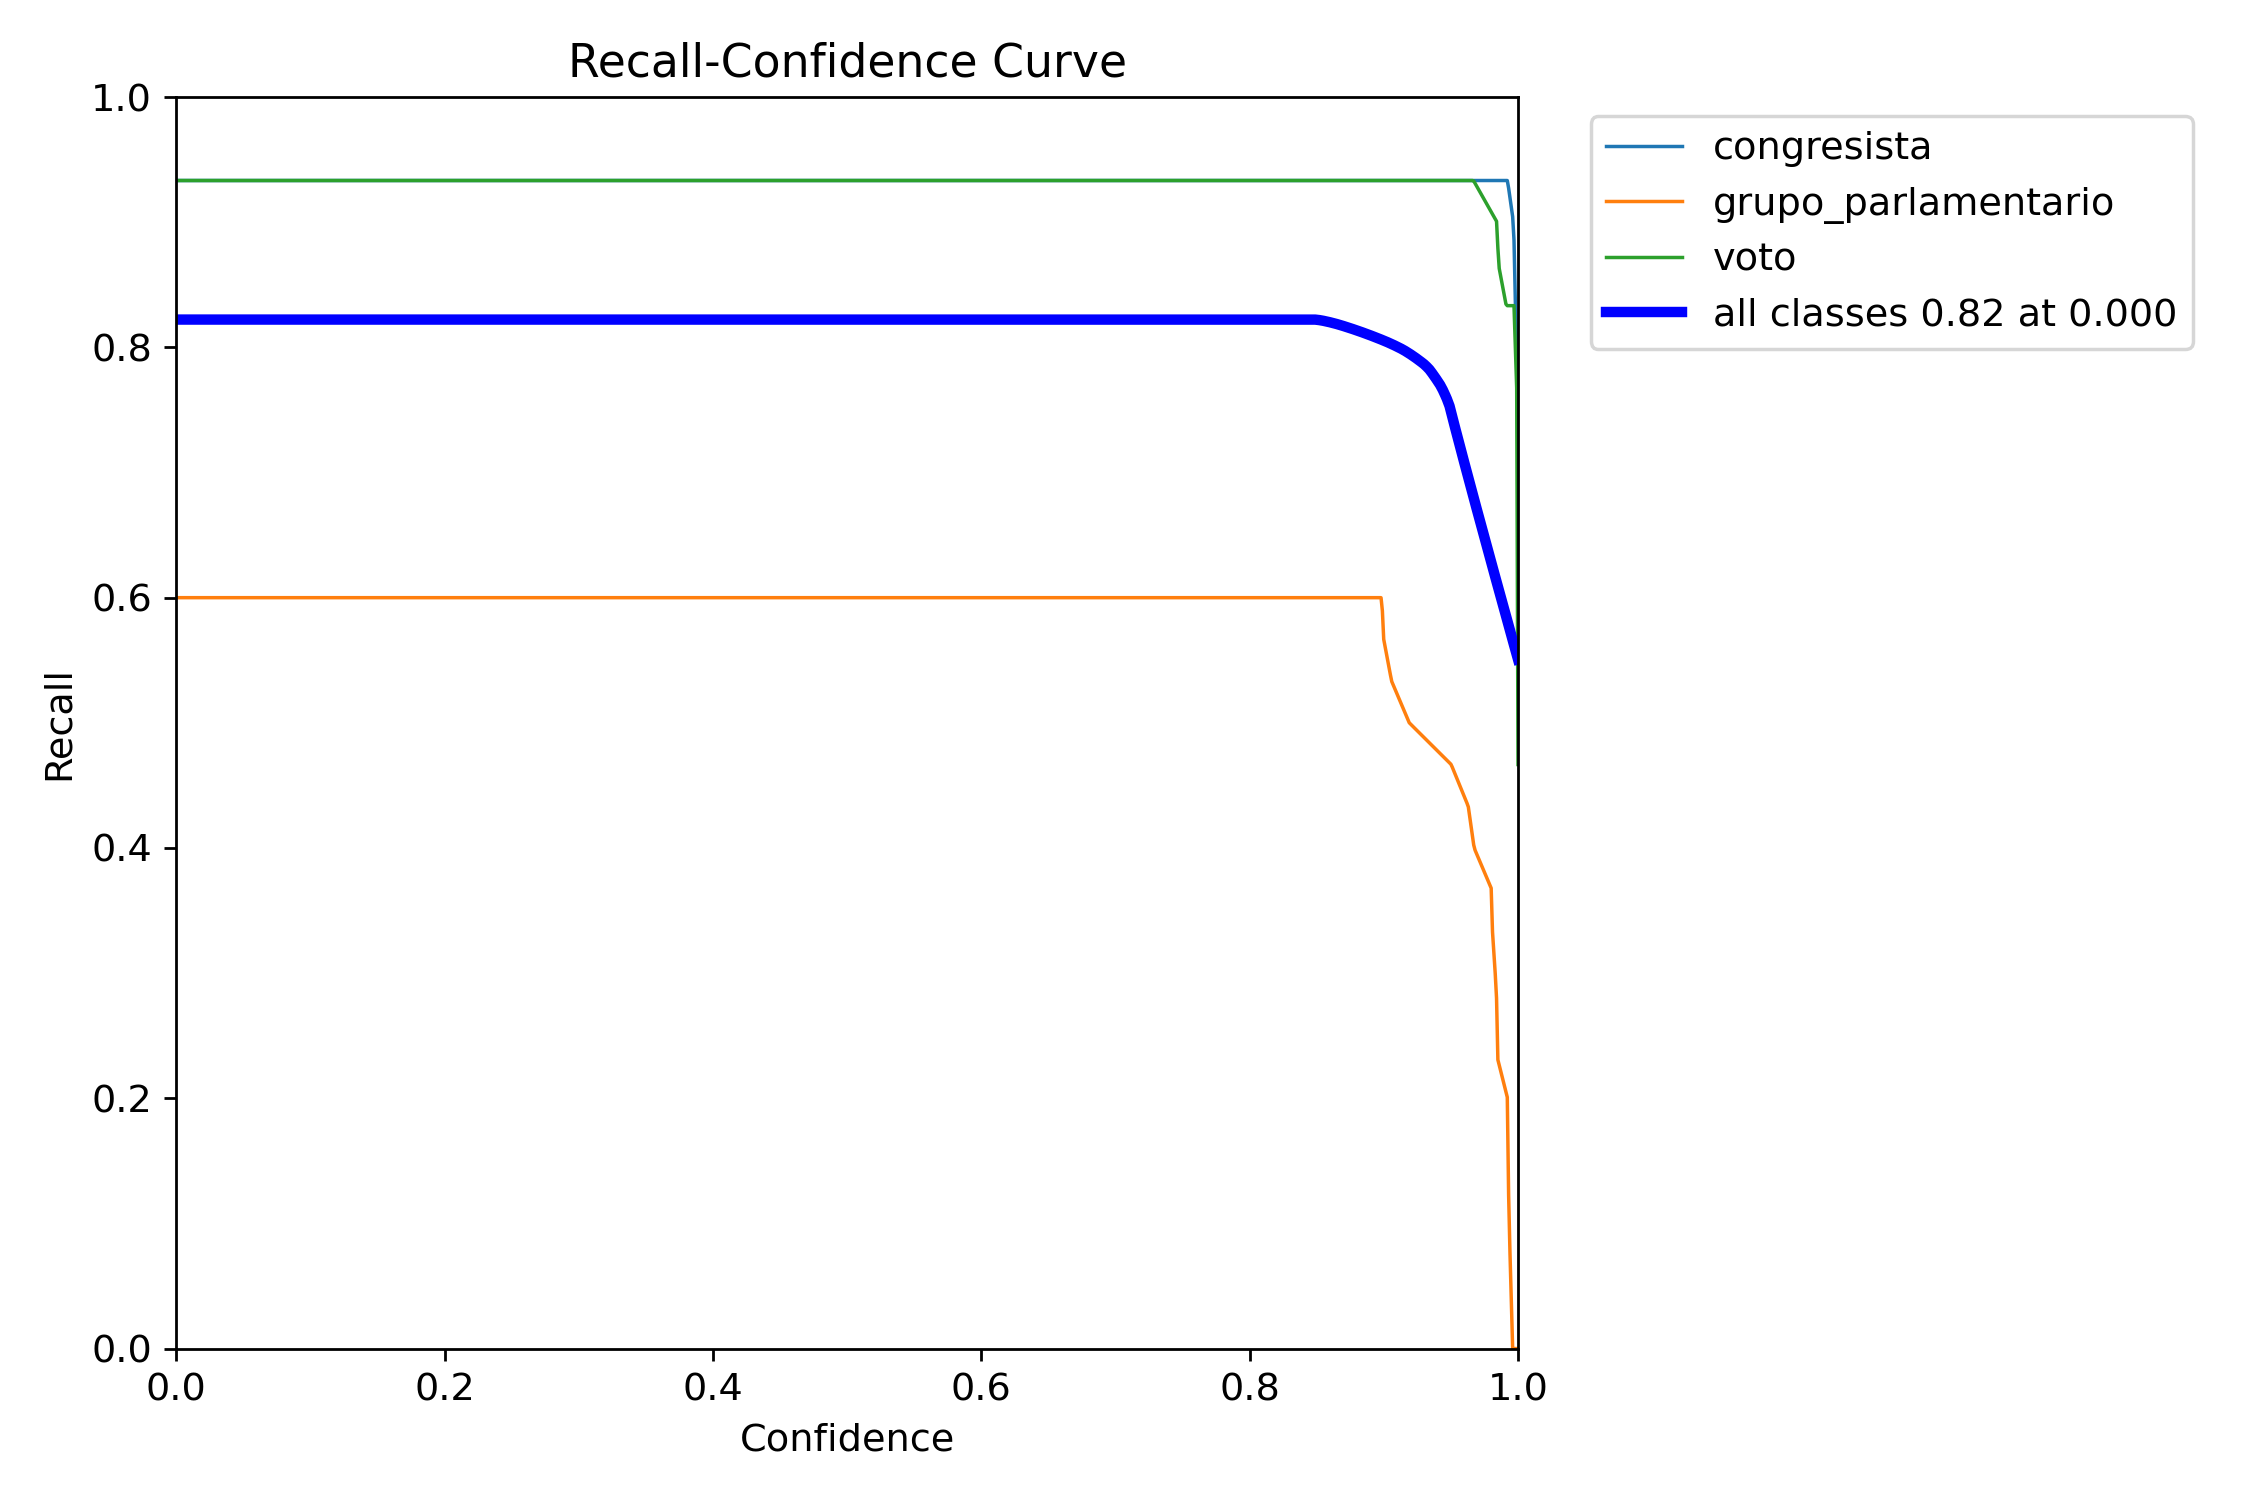 Recall-Confidence Curve
1.0
0.8
0.6
0.4
0.2
0.0
Recall
0.0 0.2 0.4 0.6 0.8 1.0
Confidence
congresista
grupo_parlamentario
voto
all classes 0.82 at 0.000